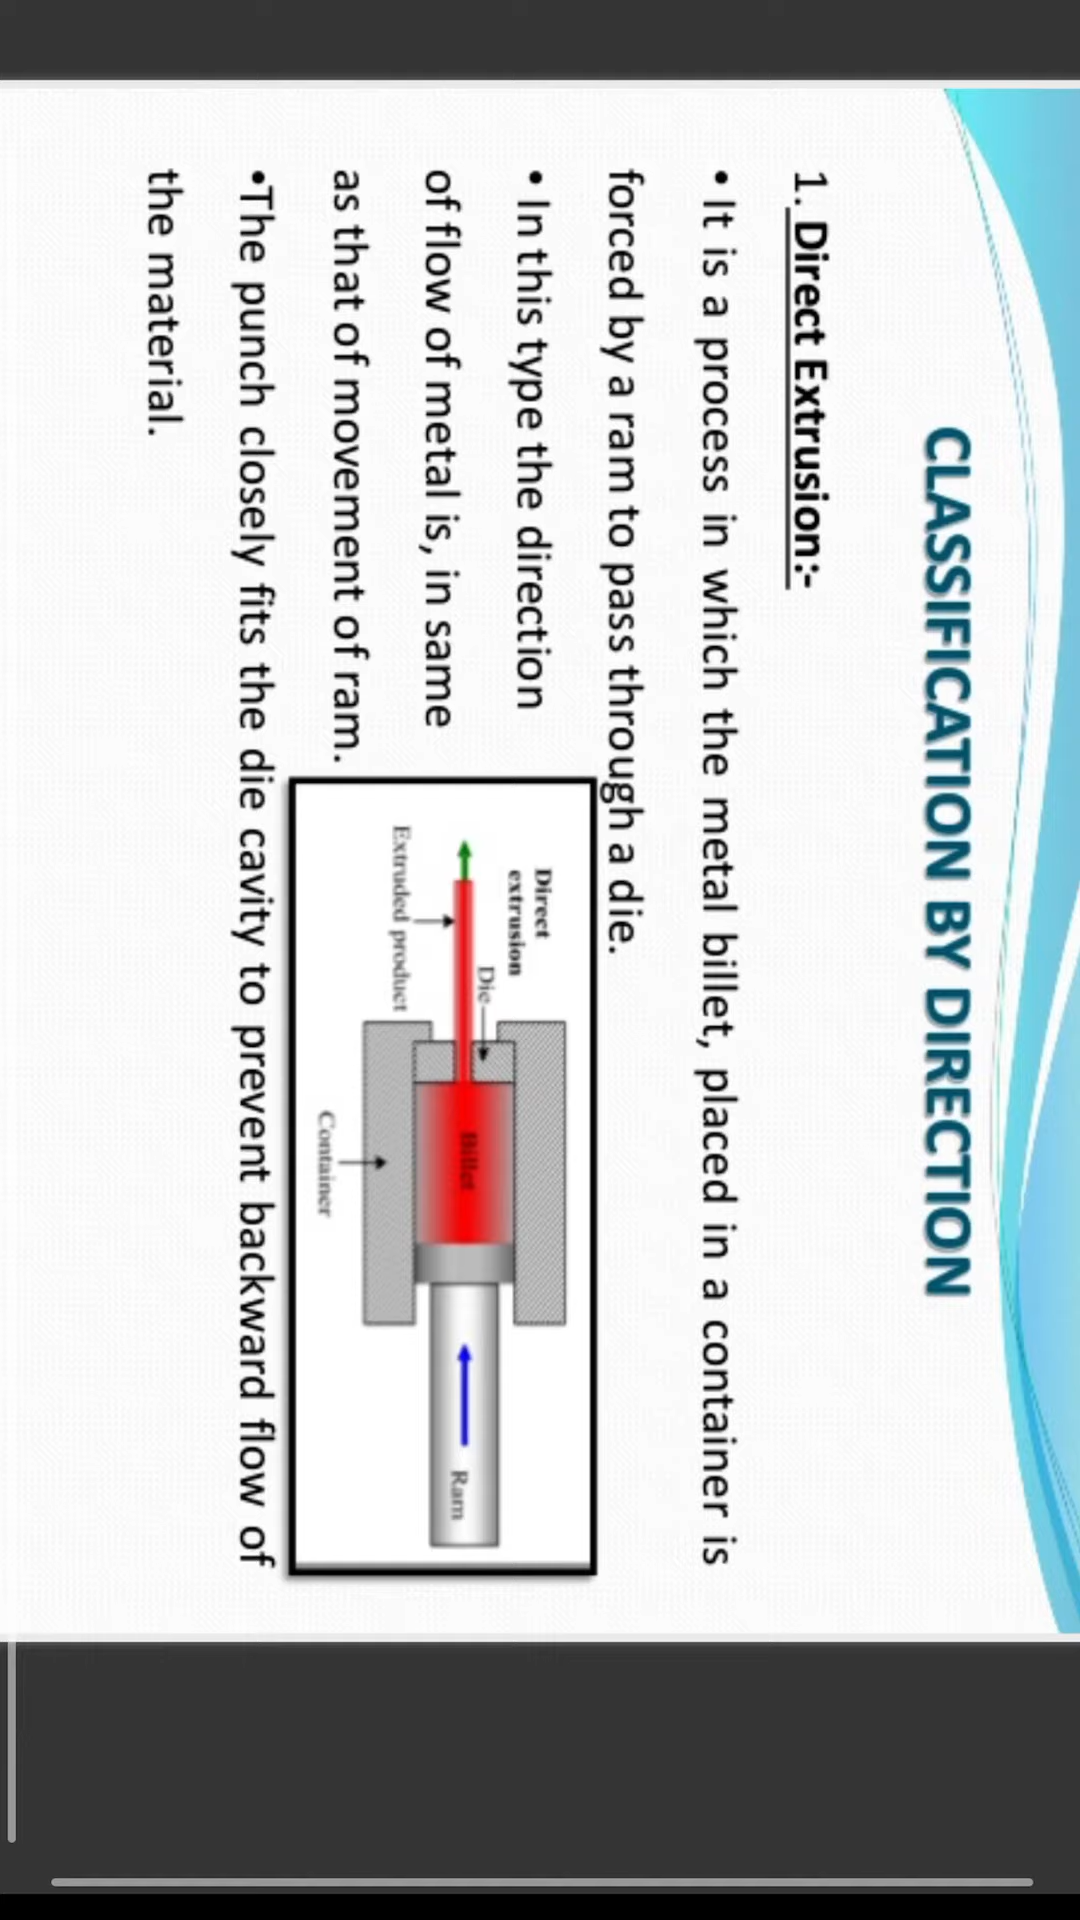 CLASSIFICATION BY DIRECTION
1. Direct Extrusion:-
• It is a process in which the metal billet, placed in a container is
forced by a ram to pass through a die.
• In this type the direction
of flow of metal is, in same
as that of movement of ram.
•The punch closely fits the die cavity to prevent backward flow of
the material.
Direct
extrusion
Die
Extruded product
Billet
Container
Ram